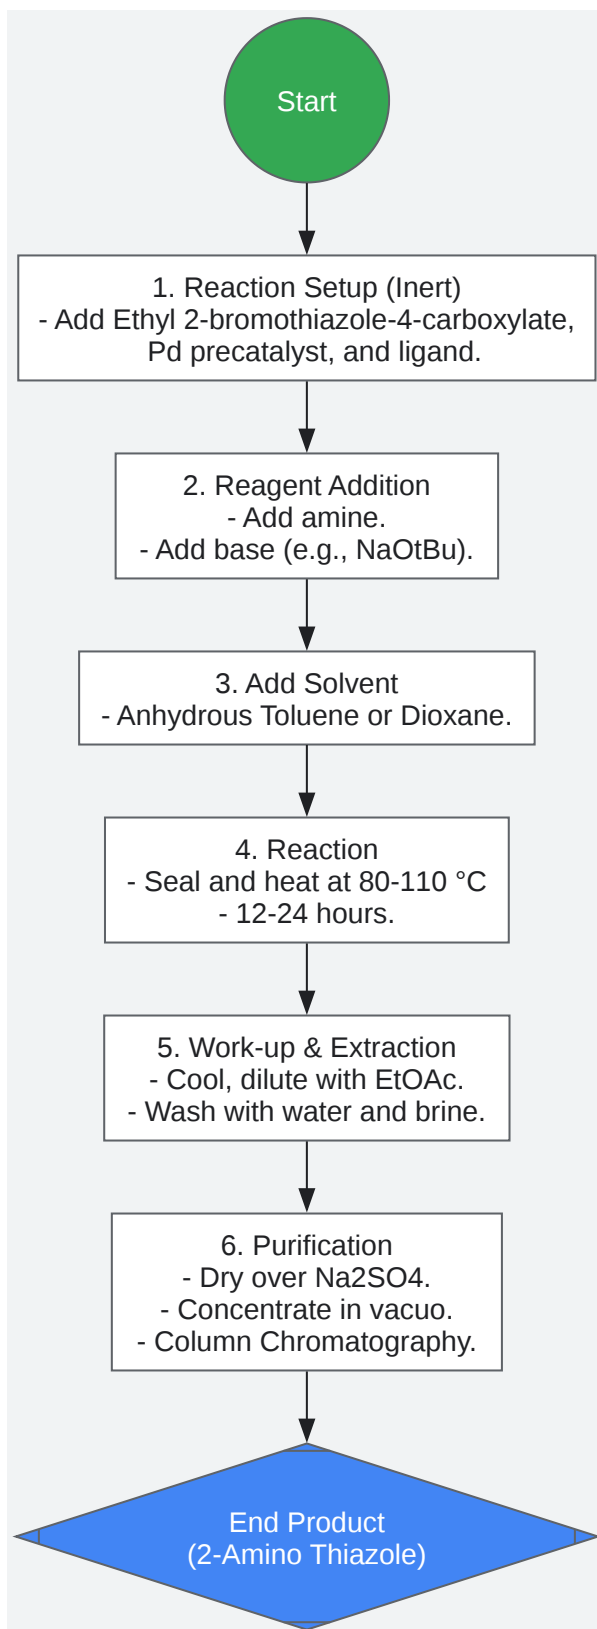 Start
1. Reaction Setup (Inert)
- Add Ethyl 2-bromothiazole-4-carboxylate,
Pd precatalyst, and ligand.
2. Reagent Addition
- Add amine.
- Add base (e.g., NaOtBu).
3. Add Solvent
- Anhydrous Toluene or Dioxane.
4. Reaction
- Seal and heat at 80-110 °C
- 12-24 hours.
5. Work-up & Extraction
- Cool, dilute with EtOAc.
- Wash with water and brine.
6. Purification
- Dry over Na2SO4.
- Concentrate in vacuo.
- Column Chromatography.
End Product
(2-Amino Thiazole)